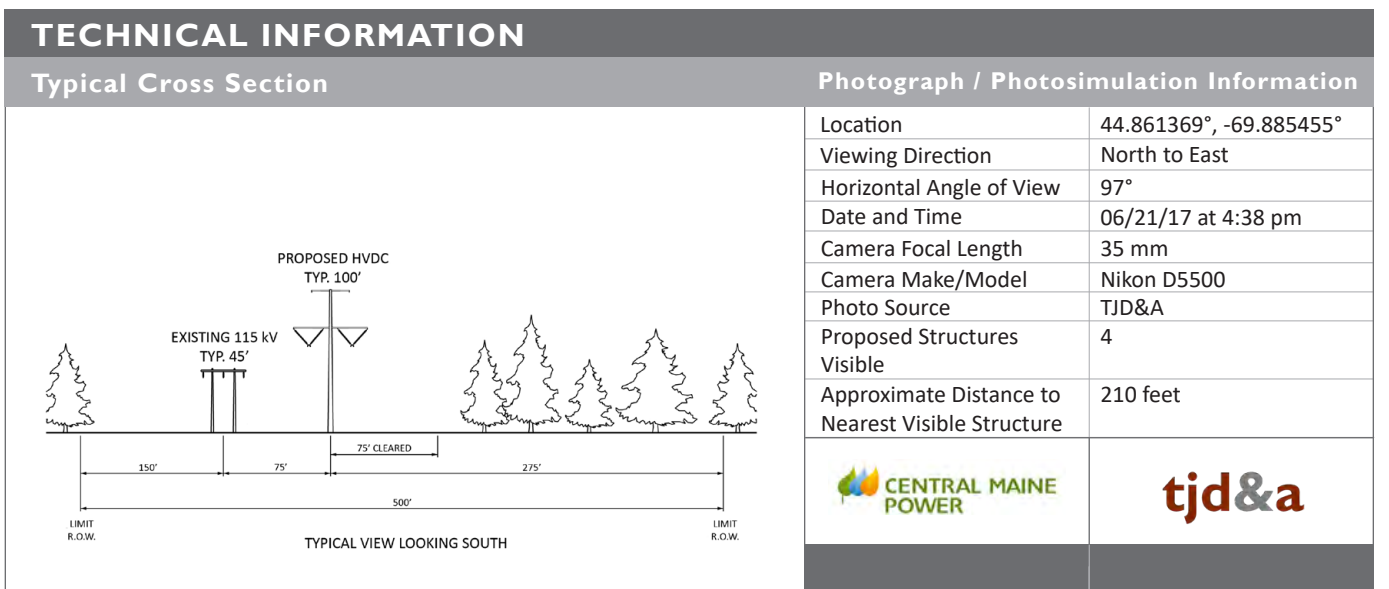 TECHNICAL INFORMATION
Typical Cross Section
PROPOSED HVDC
TYP. 100’
EXISTING 115 kV
TYP. 45’
75’ CLEARED
150’
75’
275’
500’
LIMIT
R.O.W.
LIMIT
R.O.W.
TYPICAL VIEW LOOKING SOUTH
Photograph / Photosimulation Information
Location 44.861369°, -69.885455°
Viewing Direction North to East
Horizontal Angle of View 97°
Date and Time 06/21/17 at 4:38 pm
Camera Focal Length 35 mm
Camera Make/Model Nikon D5500
Photo Source TJD&A
Proposed Structures 4
Visible
Approximate Distance to 210 feet
Nearest Visible Structure
CENTRAL MAINE
POWER
tjd&a